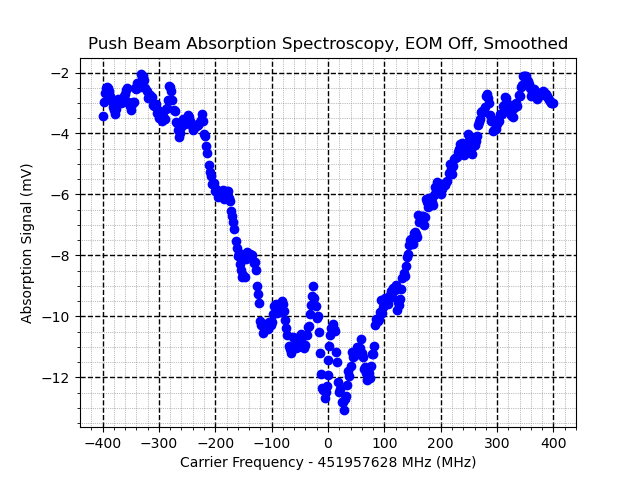 Push Beam Absorption Spectroscopy, EOM Off, Smoothed
−2
−4
−6
−8
−10
−12
Absorption Signal (mV)
−400 −300 −200 −100 0 100 200 300 400
Carrier Frequency - 451957628 MHz (MHz)